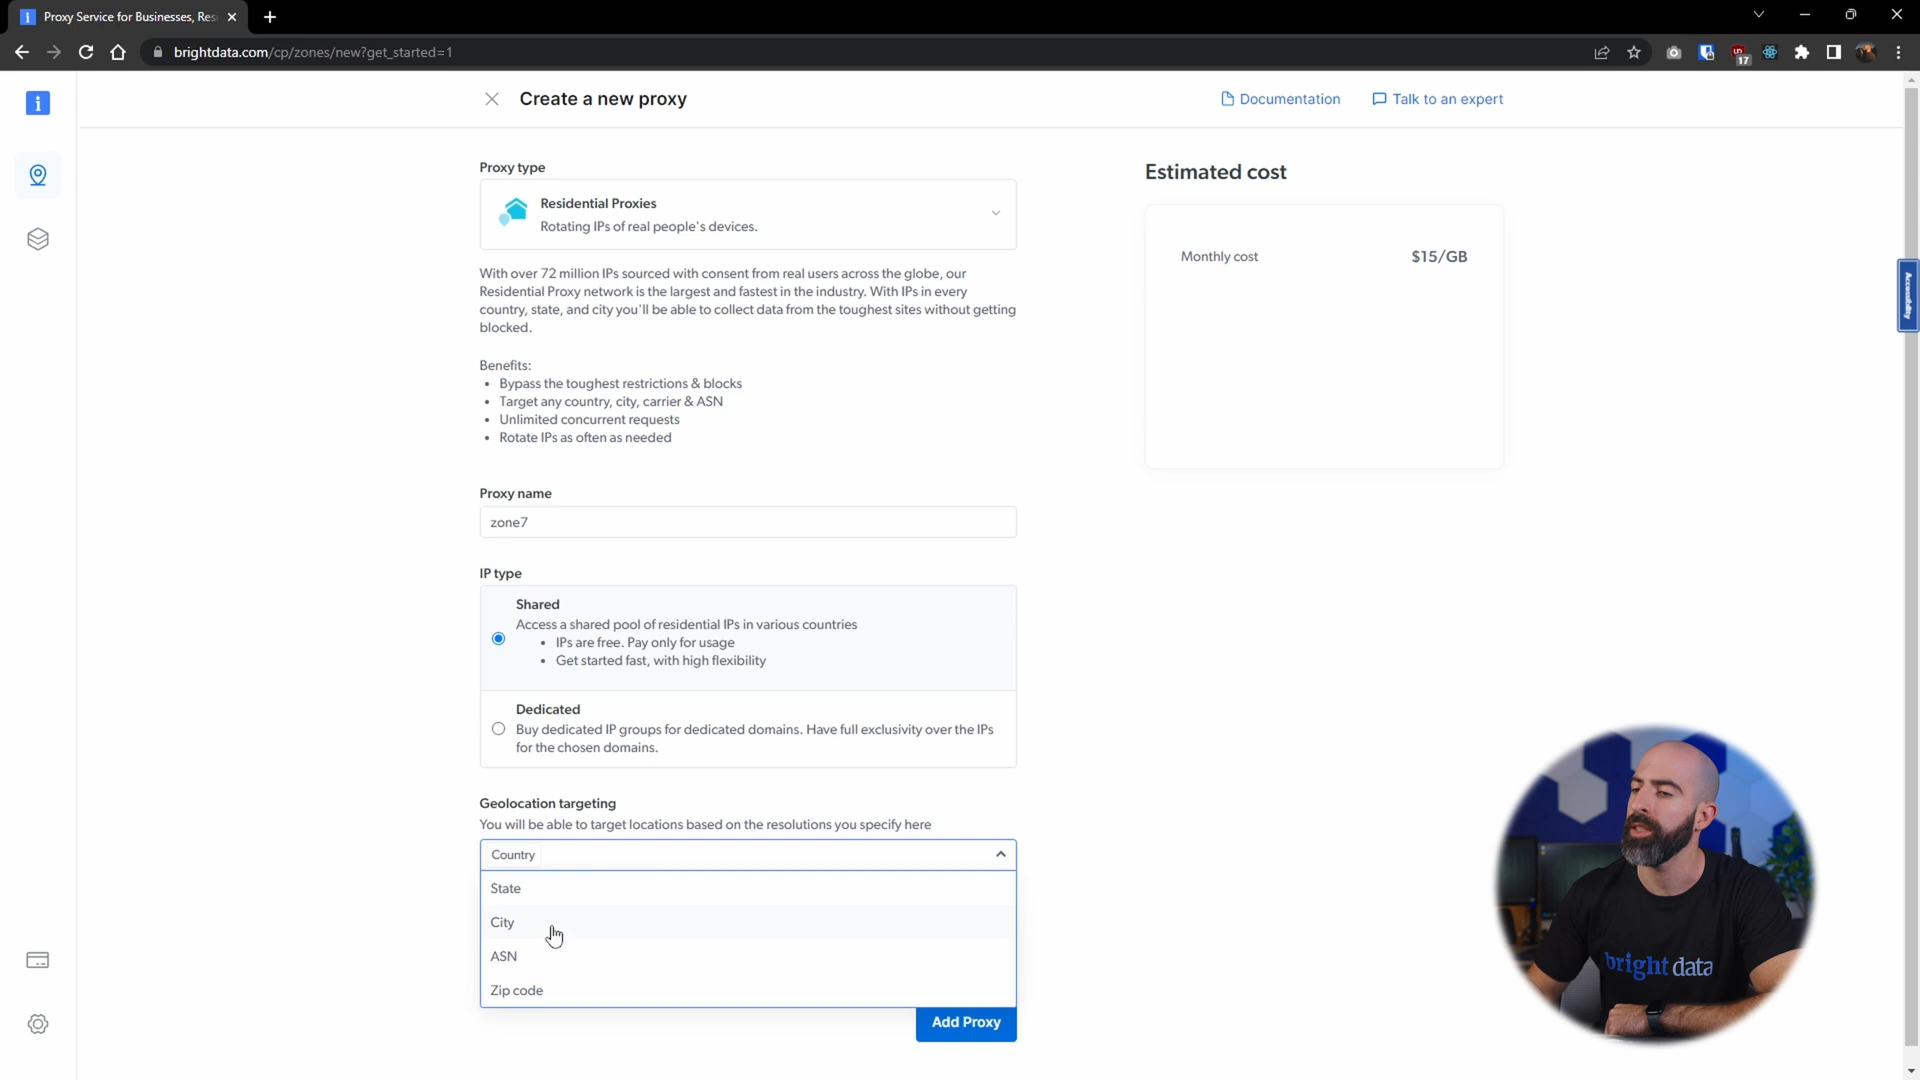 Proxy Service for Businesses, Resi
brightdata.com/cp/zones/new?get_started=1
17
Create a new proxy
Documentation
Talk to an expert
Proxy type
Residential Proxies
Rotating IPs of real people's devices.
With over 72 million IPs sourced with consent from real users across the globe, our
Residential Proxy network is the largest and fastest in the industry. With IPs in every
country, state, and city you'll be able to collect data from the toughest sites without getting
blocked.
Benefits:
• Bypass the toughest restrictions & blocks
• Target any country, city, carrier & ASN
• Unlimited concurrent requests
• Rotate IPs as often as needed
Estimated cost
Monthly cost $15/GB
Accessibility
Proxy name
zone7
IP type
Shared
Access a shared pool of residential IPs in various countries
• IPs are free. Pay only for usage
• Get started fast, with high flexibility
Dedicated
Buy dedicated IP groups for dedicated domains. Have full exclusivity over the IPs
for the chosen domains.
Geolocation targeting
You will be able to target locations based on the resolutions you specify here
Country
State
City
ASN
Zip code
Add Proxy
bright data